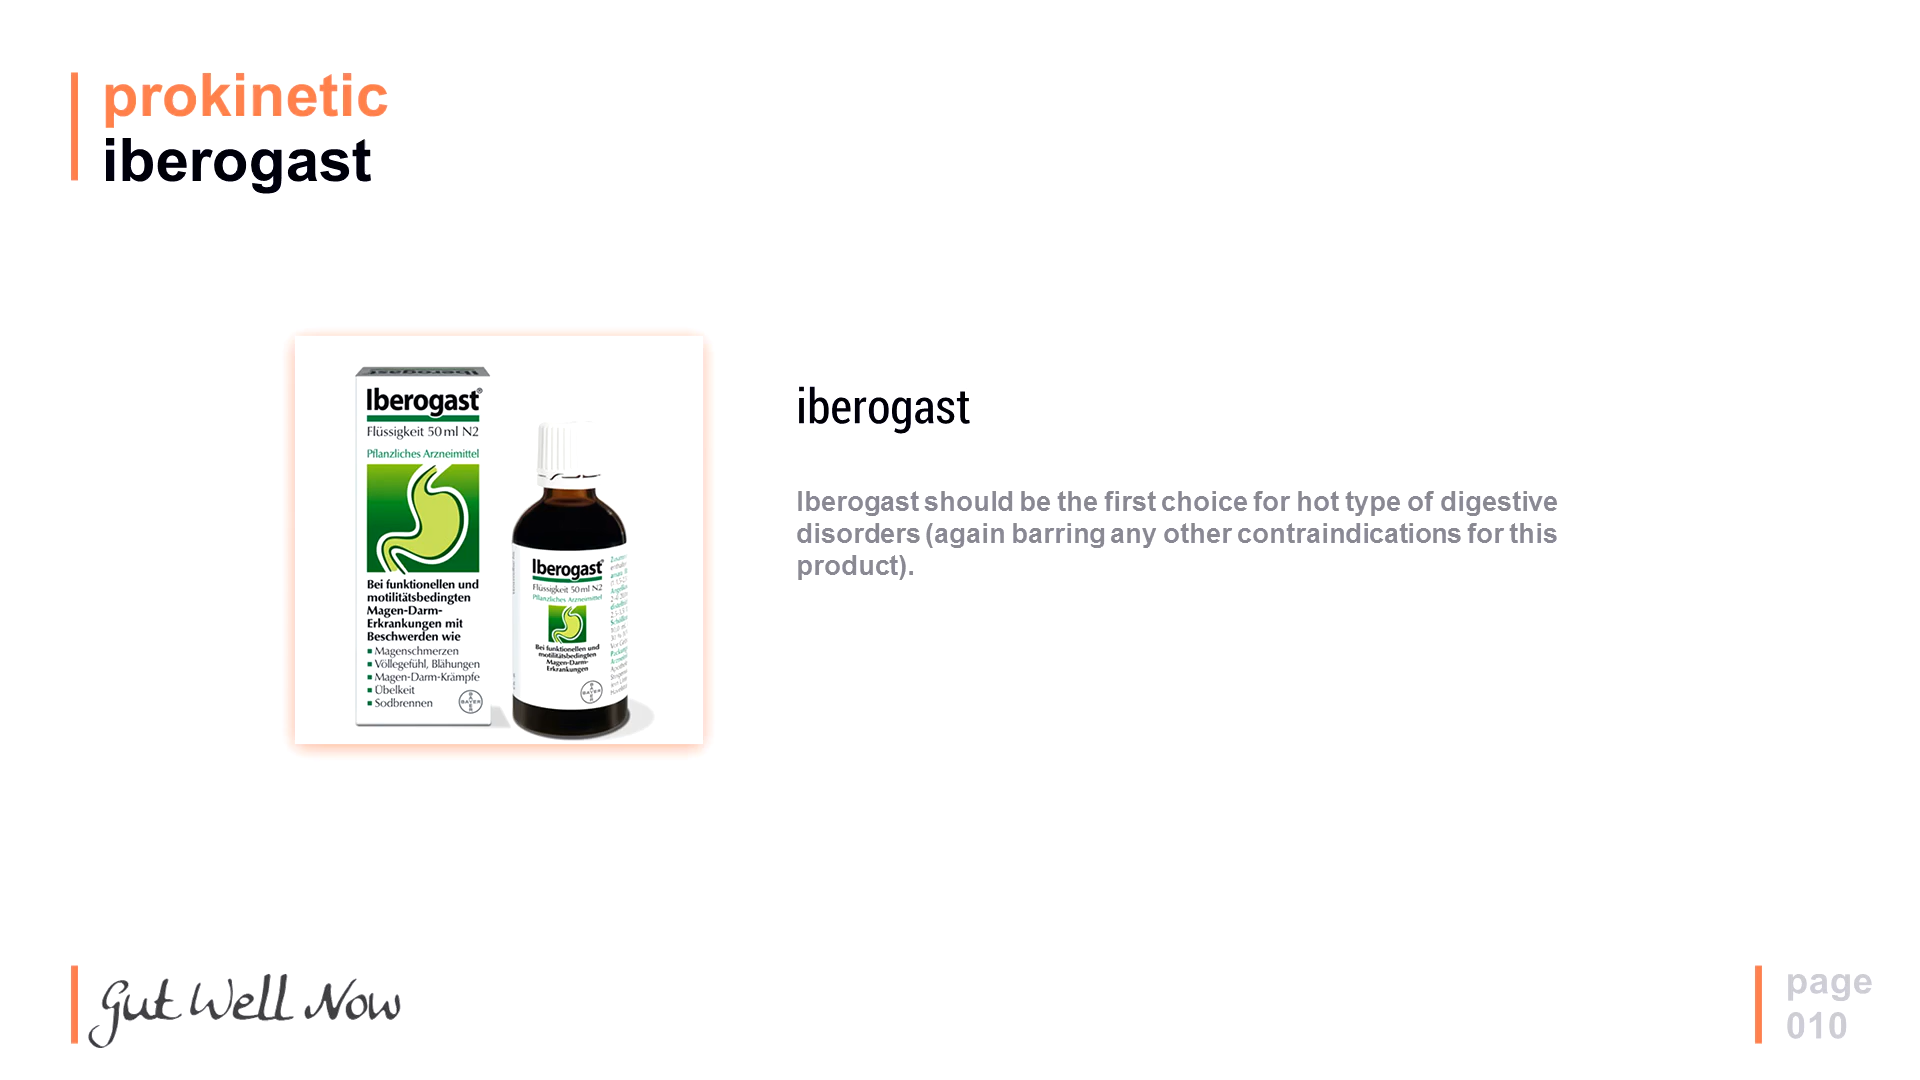 prokinetic
iberogast
Iberogast
Iberogast®
Flüssigkeit 50 ml N2
Pflanzliches Arzneimittel
Bei funktionellen und
motilitätsbedingten
Magen-Darm-
Erkrankungen mit
Beschwerden wie
Magenschmerzen
Völlegefühl, Blähungen
Magen-Darm-Krämpfe
Übelkeit
Sodbrennen
BAYER
Iberogast®
Flüssigkeit 50 ml N2
Pflanzliches Arzneimittel
Bei funktionellen und
motilitätsbedingten
Magen-Darm-
Erkrankungen
BAYER
iberogast
Iberogast should be the first choice for hot type of digestive
disorders (again barring any other contraindications for this
product).
Gut Well Now
page
010